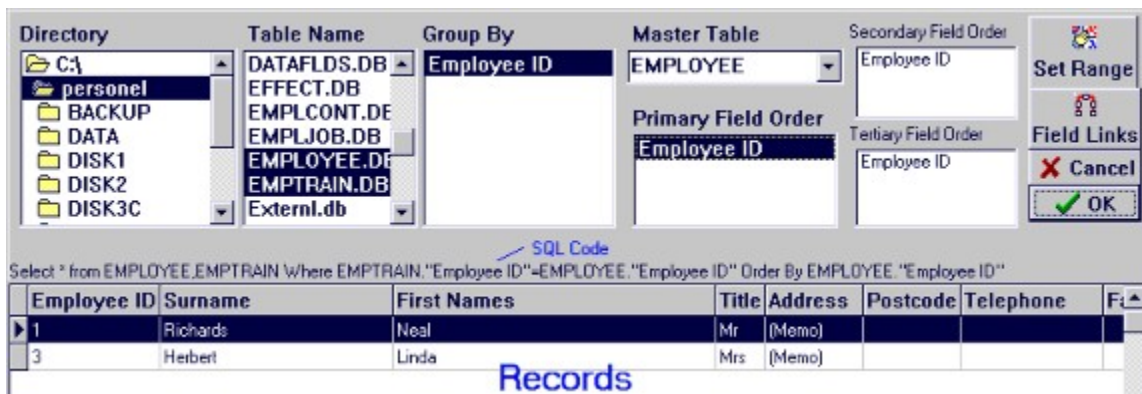 Directory
C:\
personel
BACKUP
DATA
DISK1
DISK2
DISK3C
Table Name
DATAFLDS.DB
EFFECT.DB
EMPLCONT.DB
EMPLJOB.DB
EMPLOYEE.DB
EMPTRAIN.DB
Externl.db
Group By
Employee ID
Master Table
EMPLOYEE
Primary Field Order
Employee ID
Secondary Field Order
Employee ID
Tertiary Field Order
Employee ID
Set Range
Field Links
Cancel
OK
SQL Code
Select * from EMPLOYEE,EMPTRAIN Where EMPTRAIN."Employee ID"=EMPLOYEE."Employee ID" Order By EMPLOYEE."Employee ID"
Employee ID Surname First Names Title Address Postcode Telephone
1 Richards Neal Mr (Memo)
3 Herbert Linda Mrs (Memo)
Records